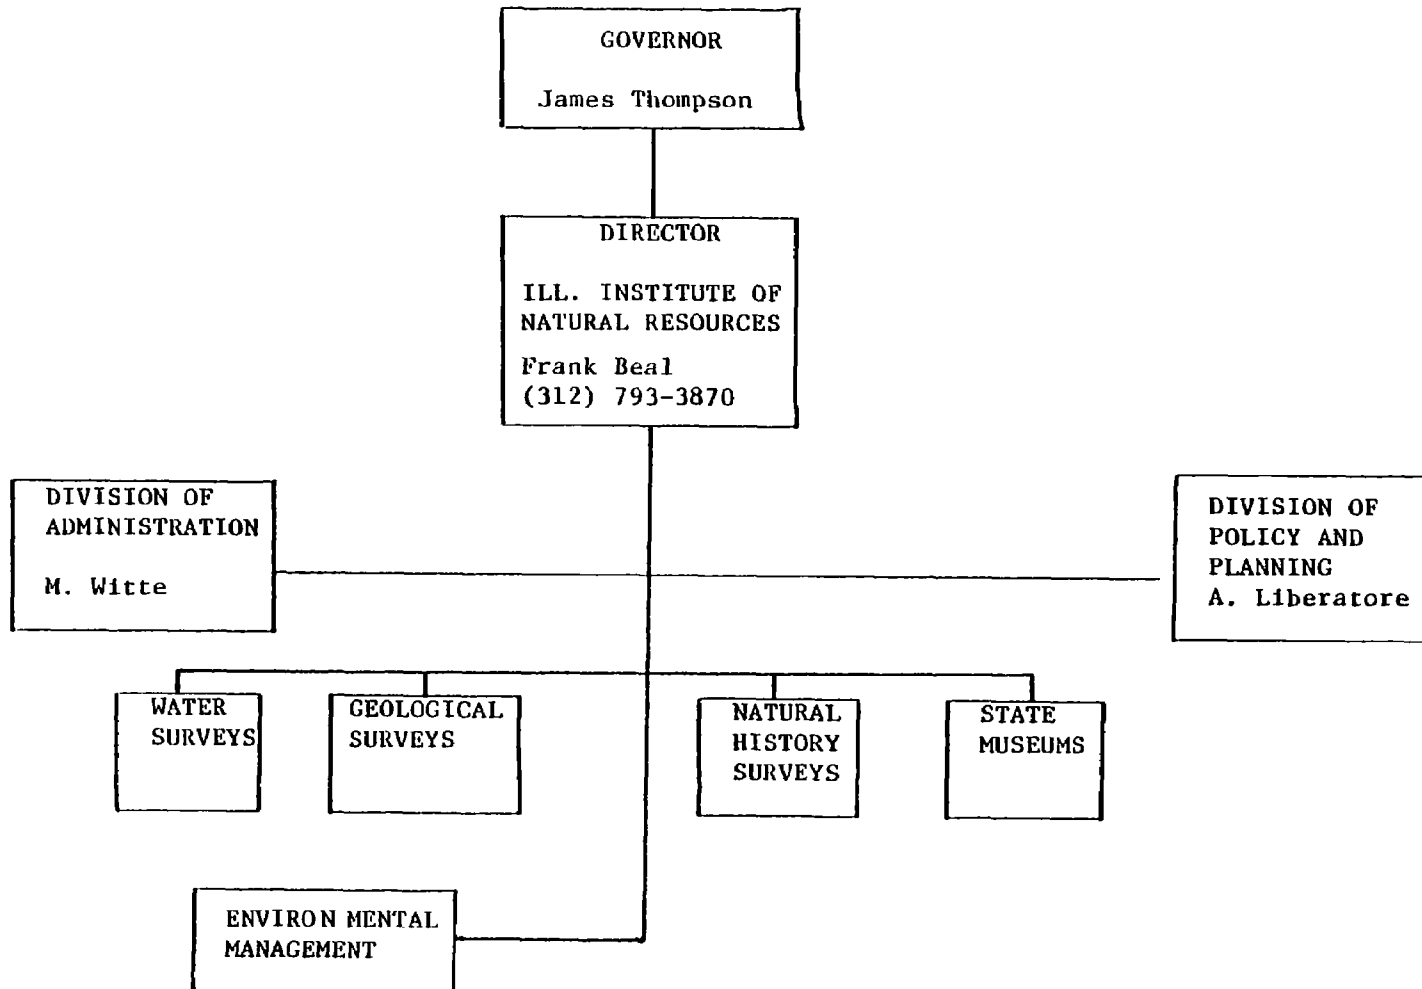 GOVERNOR
James Thompson
DIRECTOR
ILL. INSTITUTE OF
NATURAL RESOURCES
Frank Beal
(312) 793-3870
DIVISION OF
ADMINISTRATION
M. Witte
DIVISION OF
POLICY AND
PLANNING
A. Liberatore
WATER
SURVEYS
GEOLOGICAL
SURVEYS
NATURAL
HISTORY
SURVEYS
STATE
MUSEUMS
ENVIRON MENTAL
MANAGEMENT